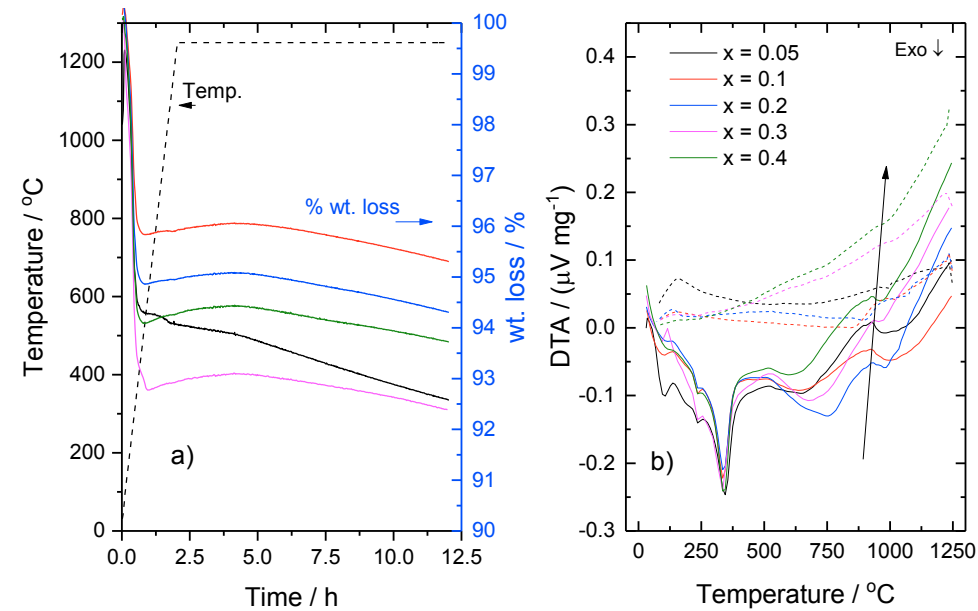 Temperature / °C
1200
1000
800
600
400
200
0
0.0
2.5
5.0
7.5
10.0
12.5
Time / h
Temp.
% wt. loss
a)
100
99
98
97
96
95
94
93
92
91
90
wt. loss / %
DTA / (μV mg⁻¹)
0.4
0.3
0.2
0.1
0.0
-0.1
-0.2
-0.3
x = 0.05
x = 0.1
x = 0.2
x = 0.3
x = 0.4
Exo ↓
b)
0
250
500
750
1000
1250
Temperature / °C